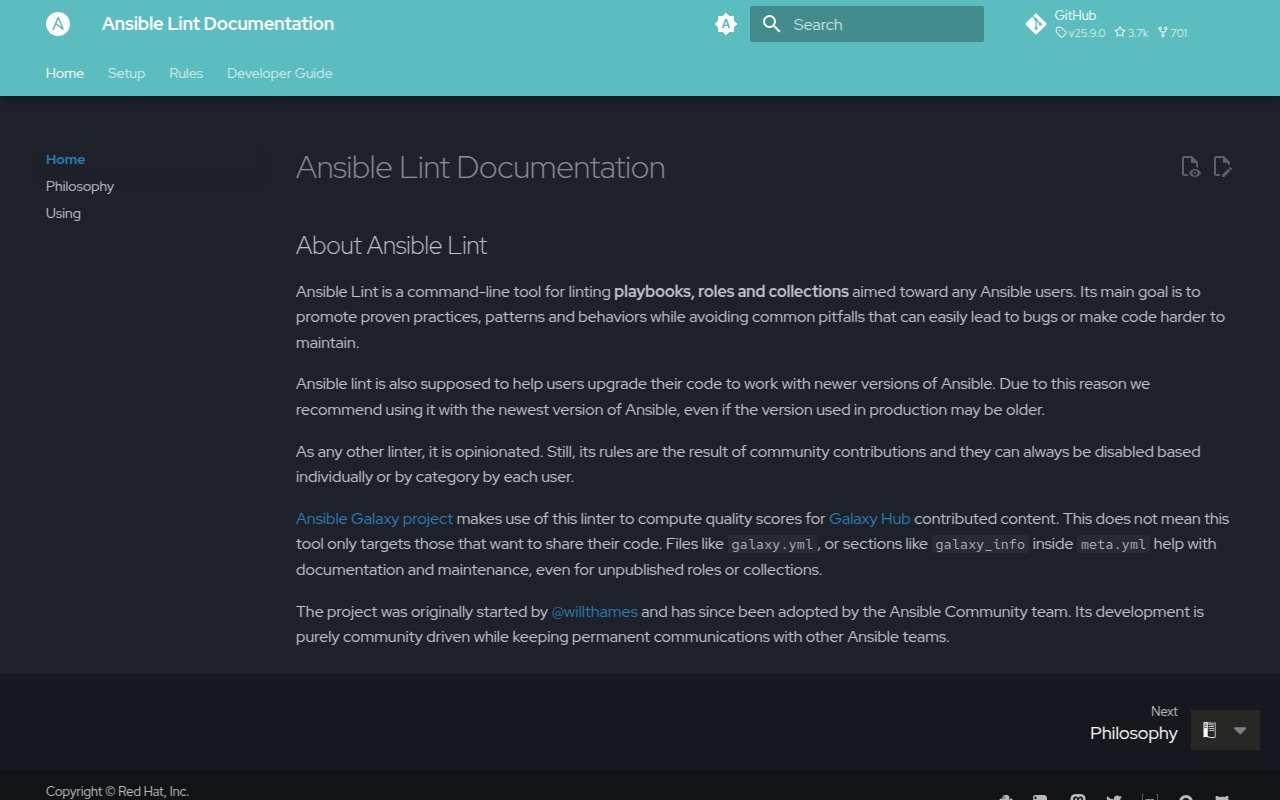 Ansible Lint Documentation
Search
GitHub
v25.9.0 3.7k 701
Home Setup Rules Developer Guide
Home
Philosophy
Using
Ansible Lint Documentation
About Ansible Lint
Ansible Lint is a command-line tool for linting playbooks, roles and collections aimed toward any Ansible users. Its main goal is to
promote proven practices, patterns and behaviors while avoiding common pitfalls that can easily lead to bugs or make code harder to
maintain.
Ansible lint is also supposed to help users upgrade their code to work with newer versions of Ansible. Due to this reason we
recommend using it with the newest version of Ansible, even if the version used in production may be older.
As any other linter, it is opinionated. Still, its rules are the result of community contributions and they can always be disabled based
individually or by category by each user.
Ansible Galaxy project makes use of this linter to compute quality scores for Galaxy Hub contributed content. This does not mean this
tool only targets those that want to share their code. Files like galaxy.yml, or sections like galaxy_info inside meta.yml help with
documentation and maintenance, even for unpublished roles or collections.
The project was originally started by @willthames and has since been adopted by the Ansible Community team. Its development is
purely community driven while keeping permanent communications with other Ansible teams.
Next
Philosophy
Copyright © Red Hat, Inc.